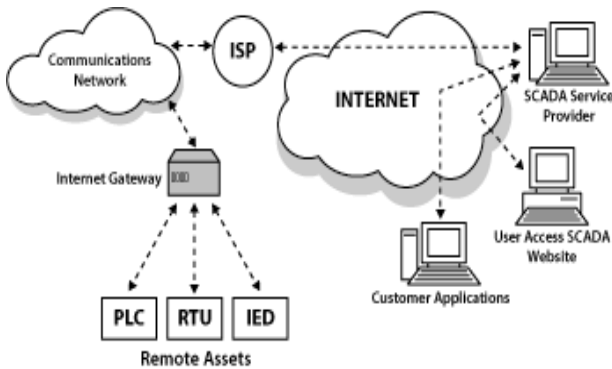 Communications
Network
ISP
INTERNET
SCADA Service
Provider
Internet Gateway
User Access SCADA
Website
Customer Applications
PLC
RTU
IED
Remote Assets